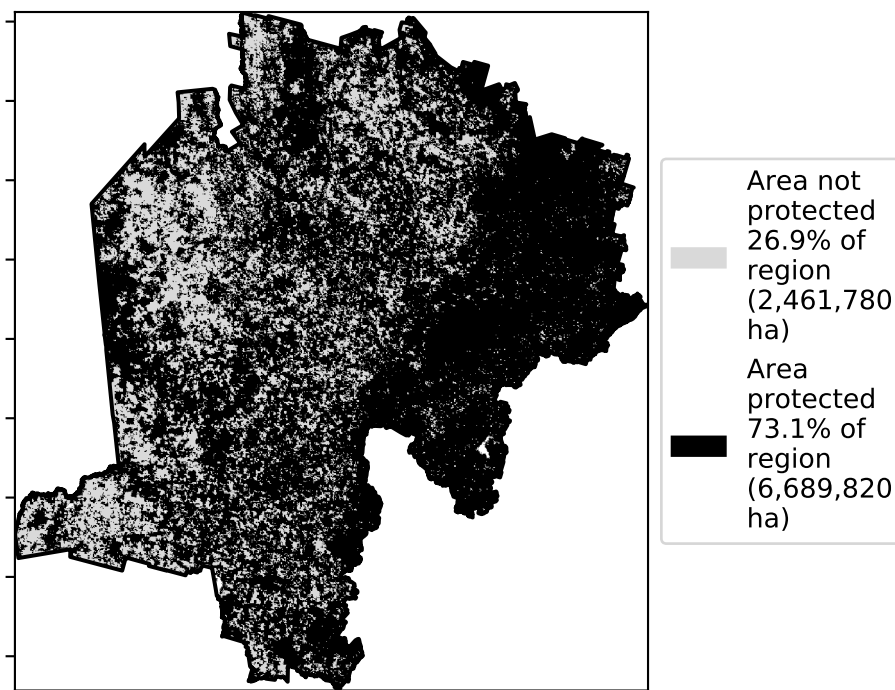 Area not
protected
26.9% of
region
(2,461,780
ha)
Area
protected
73.1% of
region
(6,689,820
ha)